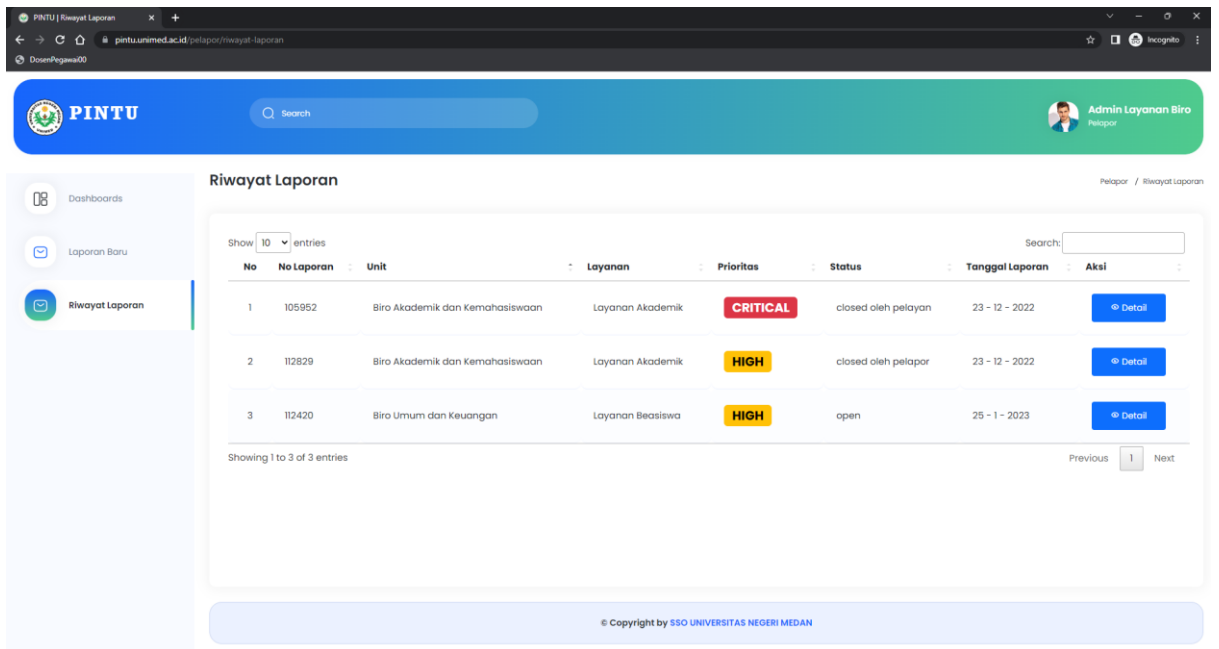 PINTU | Riwayat Laporan
pintu.unimed.ac.id/pelapor/riwayat-laporan
Incognito
DosenPegawai00
PINTU
Search
Admin Layanan Biro
Pelapor
Dashboards
Laporan Baru
Riwayat Laporan
Riwayat Laporan
Pelapor / Riwayat Laporan
Show 10 entries
Search:
No No Laporan Unit Layanan Prioritas Status Tanggal Laporan Aksi
1 105952 Biro Akademik dan Kemahasiswaan Layanan Akademik CRITICAL closed oleh pelayan 23 - 12 - 2022 Detail
2 112829 Biro Akademik dan Kemahasiswaan Layanan Akademik HIGH closed oleh pelapor 23 - 12 - 2022 Detail
3 112420 Biro Umum dan Keuangan Layanan Beasiswa HIGH open 25 - 1 - 2023 Detail
Showing 1 to 3 of 3 entries
Previous 1 Next
© Copyright by SSO UNIVERSITAS NEGERI MEDAN